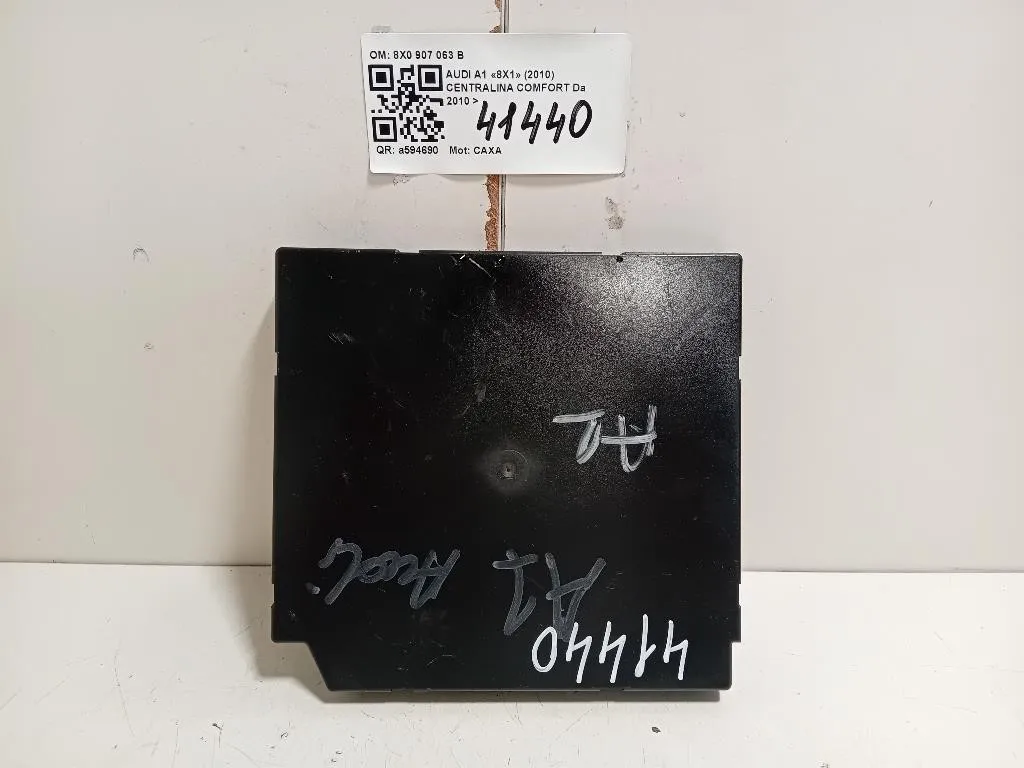 OM: 8X0 907 063 B
AUDI A1 «8X1» (2010)
CENTRALINA COMFORT Da
2010 >
41440
QR: a594690 Mot: CAXA
A1
A1
41440